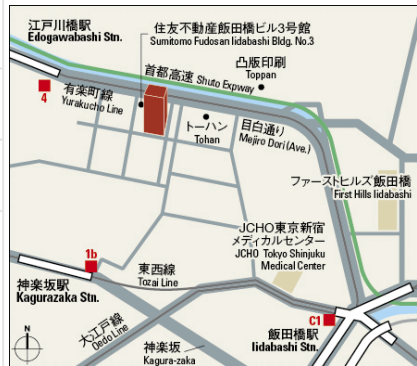 江戸川橋駅
Edogawabashi Stn.
住友不動産飯田橋ビル3号館
Sumitomo Fudosan Iidabashi Bldg. No.3
凸版印刷
Toppan
首都高速 Shuto Expway
4
有楽町線
Yurakucho Line
トーハン
Tohan
目白通り
Mejiro Dori (Ave.)
ファーストヒルズ飯田橋
First Hills Iidabashi
JCHO東京新宿
メディカルセンター
JCHO Tokyo Shinjuku
Medical Center
1b
東西線
Tozai Line
神楽坂駅
Kagurazaka Stn.
大江戸線
Oedo Line
C1
飯田橋駅
Iidabashi Stn.
神楽坂
Kagura-zaka
N